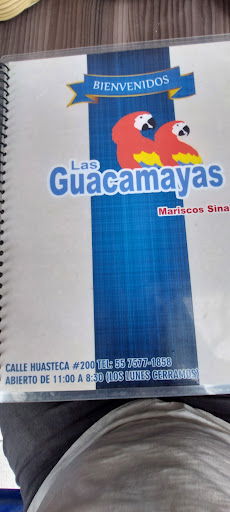 BIENVENIDOS
Las
Guacamayas
Mariscos Sina
CALLE HUASTECA #200 TEL: 55 7577-1858
ABIERTO DE 11:00 A 8:30 (LOS LUNES CERRAMOS)